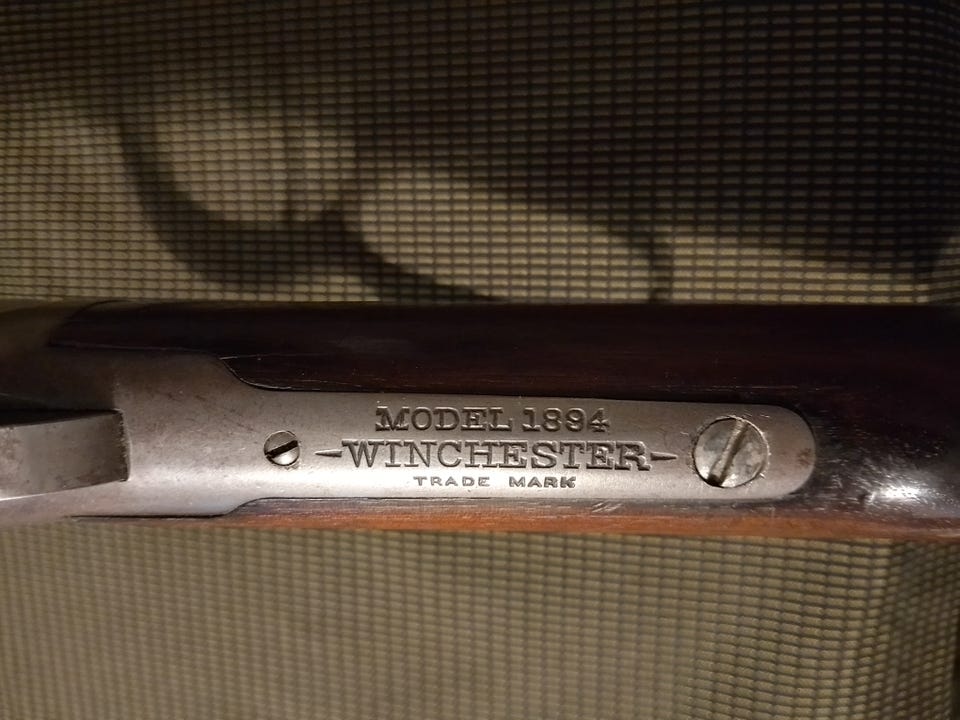 MODEL 1894
-WINCHESTER-
TRADE MARK